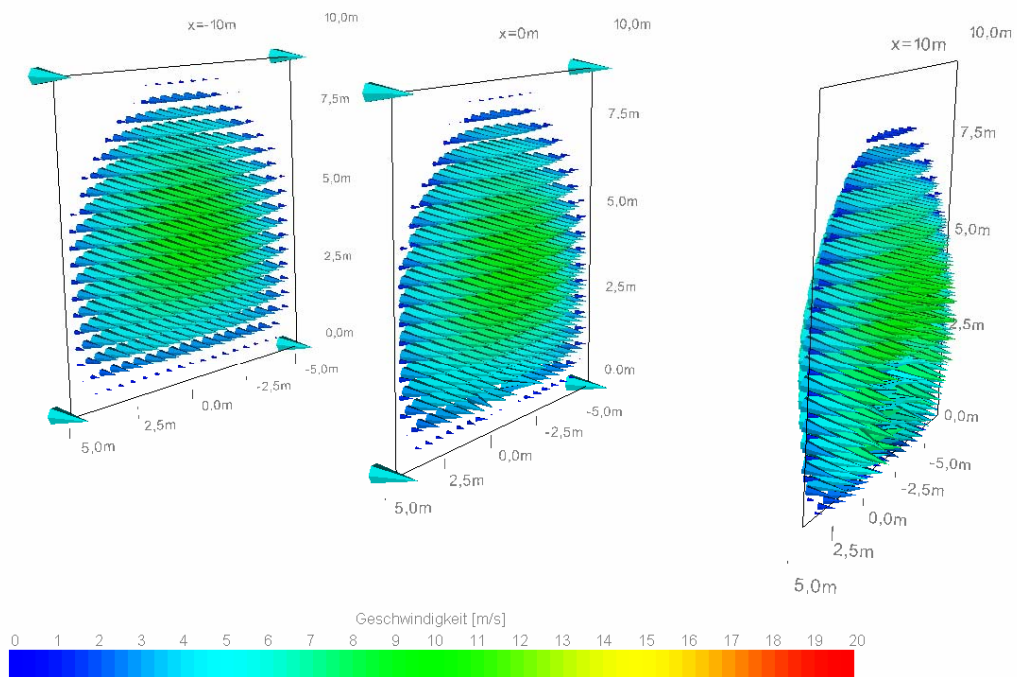 x=-10m
10,0m
7,5m
5,0m
2,5m
0,0m
-5,0m
-2,5m
0,0m
2,5m
5,0m
x=0m
10,0m
7,5m
5,0m
2,5m
0,0m
-5,0m
-2,5m
0,0m
2,5m
5,0m
x=10m
10,0m
7,5m
5,0m
2,5m
0,0m
-5,0m
-2,5m
0,0m
2,5m
5,0m
Geschwindigkeit [m/s]
0 1 2 3 4 5 6 7 8 9 10 11 12 13 14 15 16 17 18 19 20